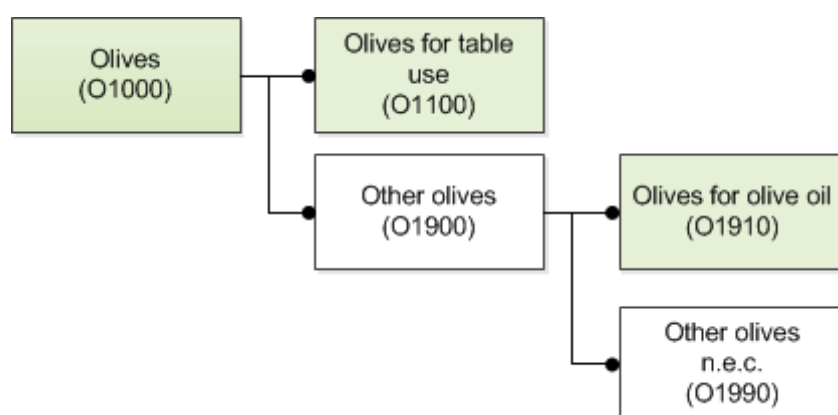 Olives
(O1000)
Olives for table
use
(O1100)
Other olives
(O1900)
Olives for olive oil
(O1910)
Other olives
n.e.c.
(O1990)